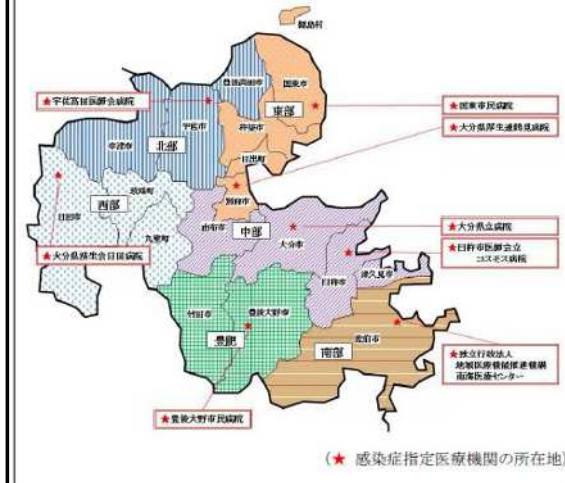 姫島村
豊後高田市
国東市
★宇佐高田医師会病院
東部
★国東市民病院
宇佐市
杵築市
★大分県厚生連鶴見病院
中津市
北部
日出町
玖珠町
別府市
日田市
西部
由布市
中部
★大分県立病院
九重町
大分市
★臼杵市医師会立
コスモス病院
★大分県済生会日田病院
臼杵市
津久見市
竹田市
豊後大野市
豊肥
南部
佐伯市
★独立行政法人
地域医療機能推進機構
南海医療センター
★豊後大野市民病院
(★ 感染症指定医療機関の所在地)